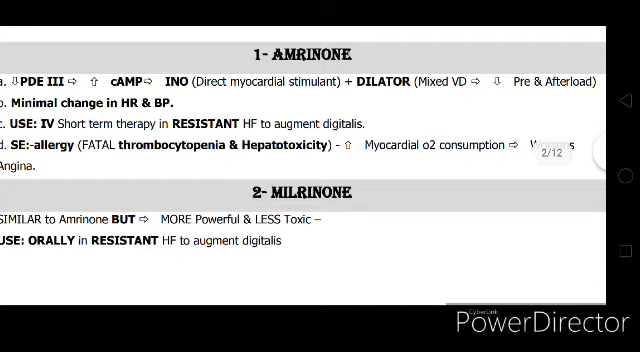 1- AMRINONE
a. ⇩PDE III ⇨ ⇧ cAMP⇨ INO (Direct myocardial stimulant) + DILATOR (Mixed VD ⇨ ⇩ Pre & Afterload)
b. Minimal change in HR & BP.
c. USE: IV Short term therapy in RESISTANT HF to augment digitalis.
d. SE:-allergy (FATAL thrombocytopenia & Hepatotoxicity) - ⇧ Myocardial o2 consumption ⇨
2/12
Angina.
2- MILRINONE
SIMILAR to Amrinone BUT ⇨ MORE Powerful & LESS Toxic –
USE: ORALLY in RESISTANT HF to augment digitalis
CyberLink
PowerDirector